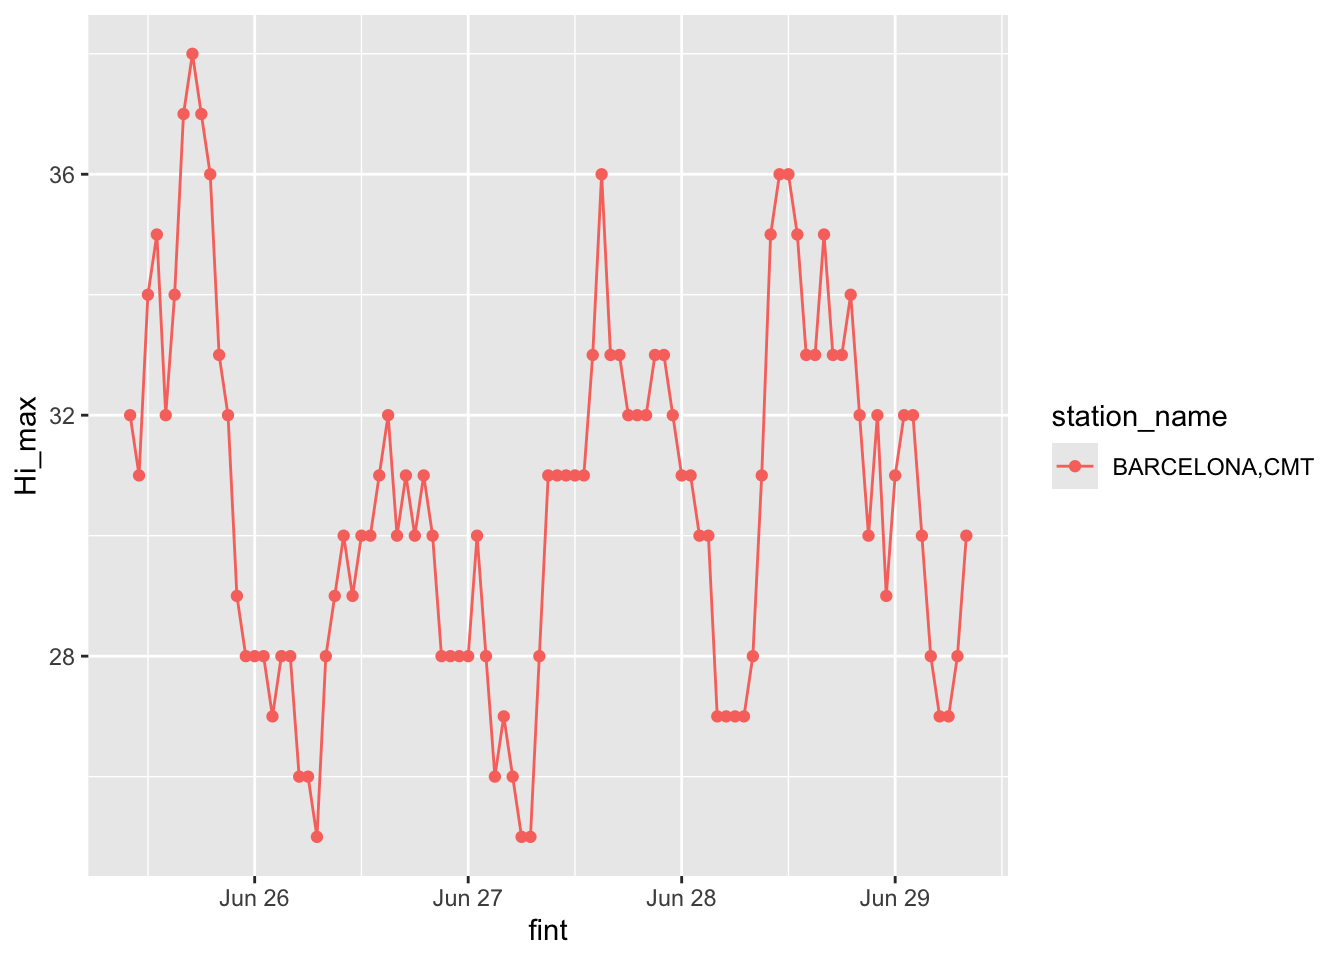 Hi_max
36
32
28
Jun 26
Jun 27
Jun 28
Jun 29
fint
station_name
BARCELONA,CMT